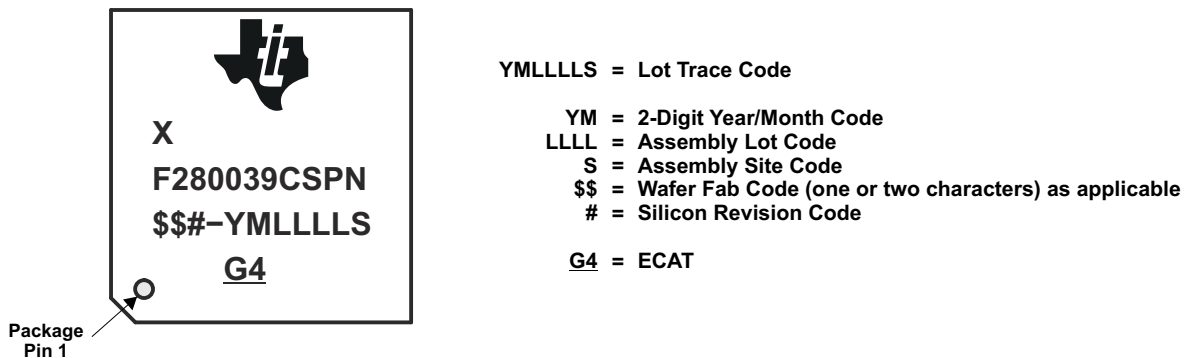 ti
X
F280039CSPN
$$#−YMLLLLS
G4
Package
Pin 1
YMLLLLS = Lot Trace Code
YM = 2-Digit Year/Month Code
LLLL = Assembly Lot Code
S = Assembly Site Code
$$ = Wafer Fab Code (one or two characters) as applicable
# = Silicon Revision Code
G4 = ECAT